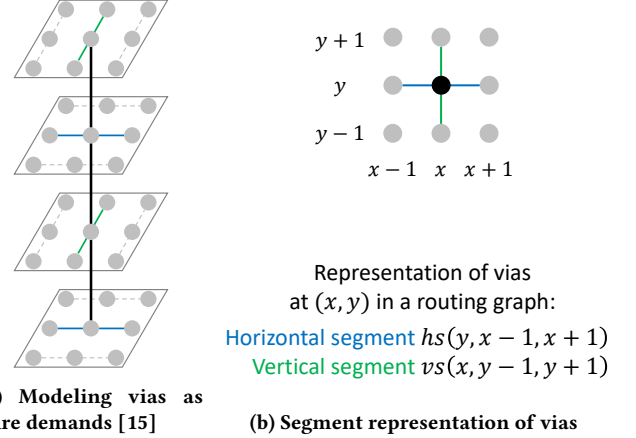 y + 1
y
y − 1
x − 1 x x + 1
Representation of vias
at (x, y) in a routing graph:
Horizontal segment hs(y, x − 1, x + 1)
Vertical segment vs(x, y − 1, y + 1)
) Modeling vias as
demands [15]
(b) Segment representation of vias